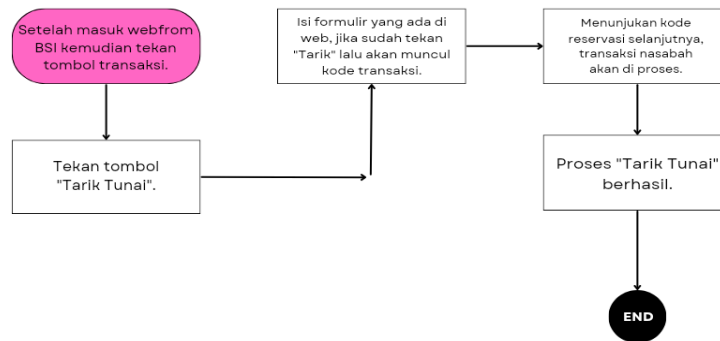 Setelah masuk webfrom
BSI kemudian tekan
tombol transaksi.
Tekan tombol
"Tarik Tunai".
Isi formulir yang ada di
web, jika sudah tekan
"Tarik" lalu akan muncul
kode transaksi.
Menunjukan kode
reservasi selanjutnya,
transaksi nasabah
akan di proses.
Proses "Tarik Tunai"
berhasil.
END